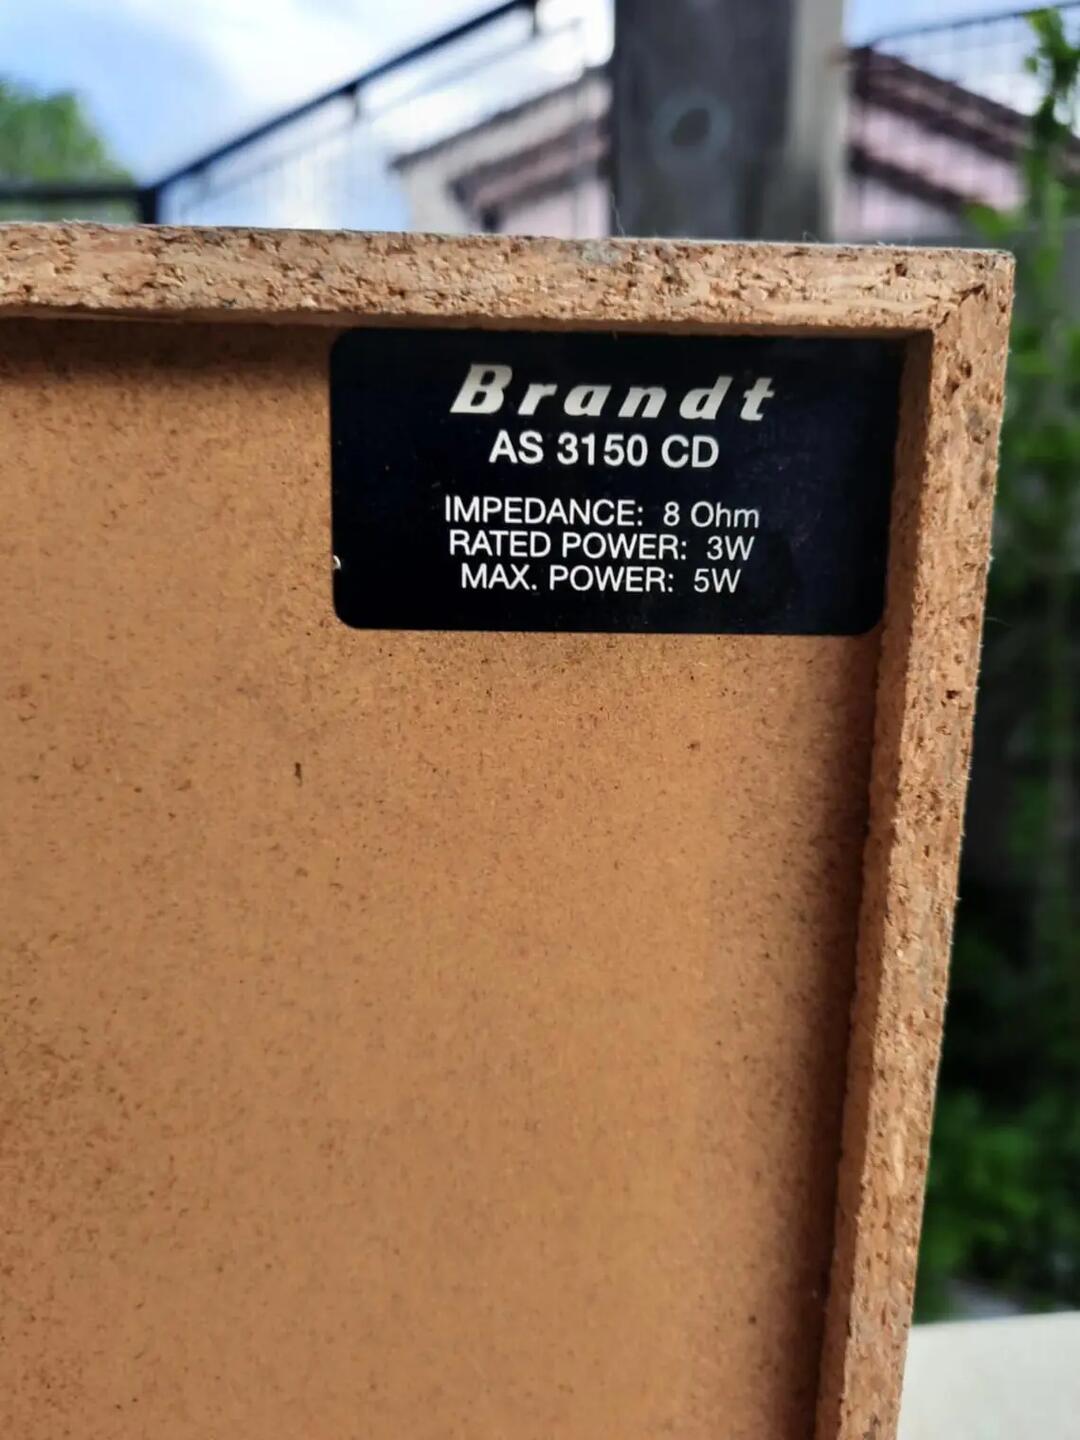 Brandt
AS 3150 CD
IMPEDANCE: 8 Ohm
RATED POWER: 3W
MAX. POWER: 5W